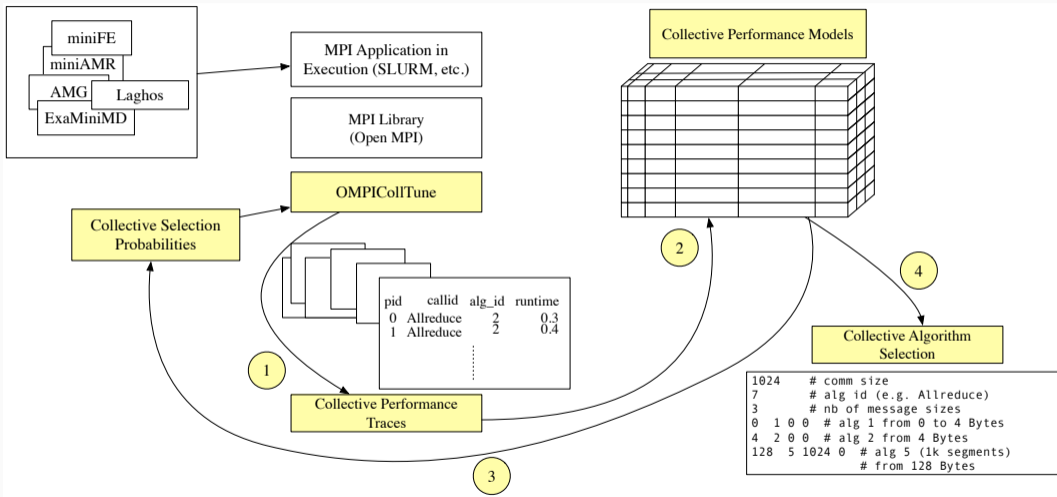 miniFE
miniAMR
AMG
Laghos
ExaMiniMD
MPI Application in
Execution (SLURM, etc.)
MPI Library
(Open MPI)
OMPICollTune
Collective Selection
Probabilities
pid callid alg_id runtime
0 Allreduce 2 0.3
1 Allreduce 2 0.4
1
Collective Performance
Traces
Collective Performance Models
2
3
4
Collective Algorithm
Selection
1024 # comm size
7 # alg id (e.g. Allreduce)
3 # nb of message sizes
0 1 0 0 # alg 1 from 0 to 4 Bytes
4 2 0 0 # alg 2 from 4 Bytes
128 5 1024 0 # alg 5 (1k segments)
# from 128 Bytes